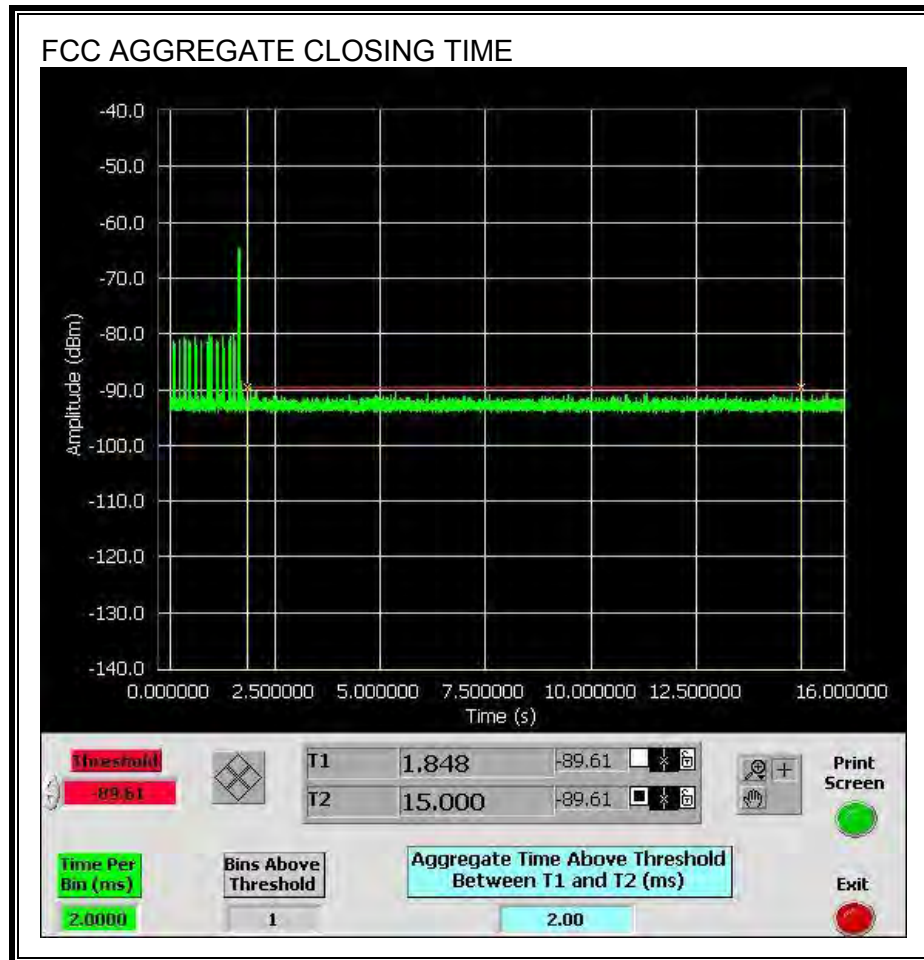 FCC AGGREGATE CLOSING TIME
-40.0
-50.0
-60.0
-70.0
-80.0
-90.0
-100.0
-110.0
-120.0
-130.0
-140.0
Amplitude (dBm)
0.000000 2.500000 5.000000 7.500000 10.000000 12.500000 16.000000
Time (s)
Threshold
-89.61
T1 1.848 -89.61
T2 15.000 -89.61
Print
Screen
Time Per
Bin (ms)
2.0000
Bins Above
Threshold
1
Aggregate Time Above Threshold
Between T1 and T2 (ms)
2.00
Exit